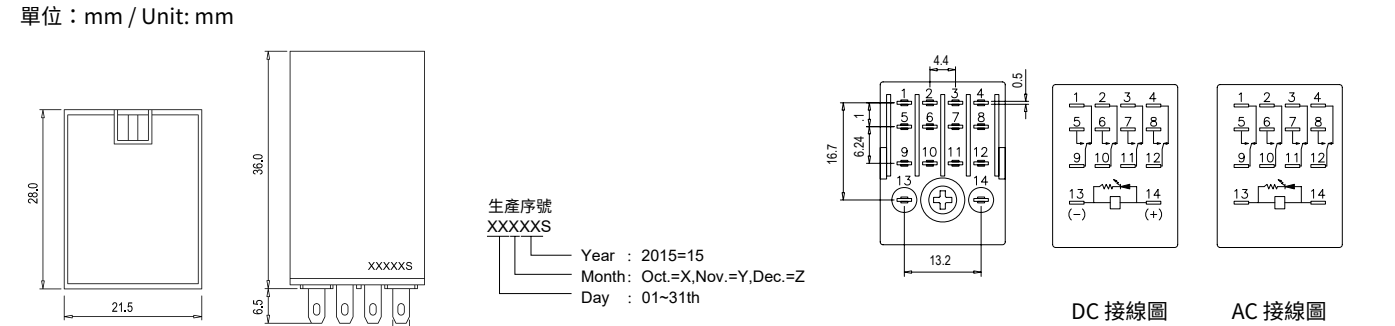 單位：mm / Unit: mm
28.0
21.5
36.0
6.5
XXXXXS
生產序號
XXXXXS
Year : 2015=15
Month: Oct.=X,Nov.=Y,Dec.=Z
Day : 01~31th
4.4
0.5
16.7
6.24
.1
1 2 3 4
5 6 7 8
9 10 11 12
13 14
13.2
1 2 3 4
5 6 7 8
9 10 11 12
13 14
(-) (+)
DC 接線圖
1 2 3 4
5 6 7 8
9 10 11 12
13 14
AC 接線圖